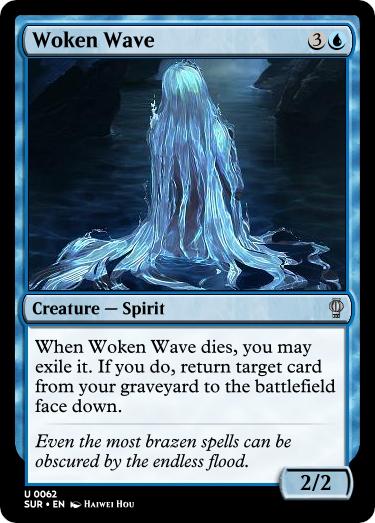 Woken Wave 3
Creature — Spirit
When Woken Wave dies, you may
exile it. If you do, return target card
from your graveyard to the battlefield
face down.
Even the most brazen spells can be
obscured by the endless flood.
2/2
U 0062
SUR • EN Haiwei Hou